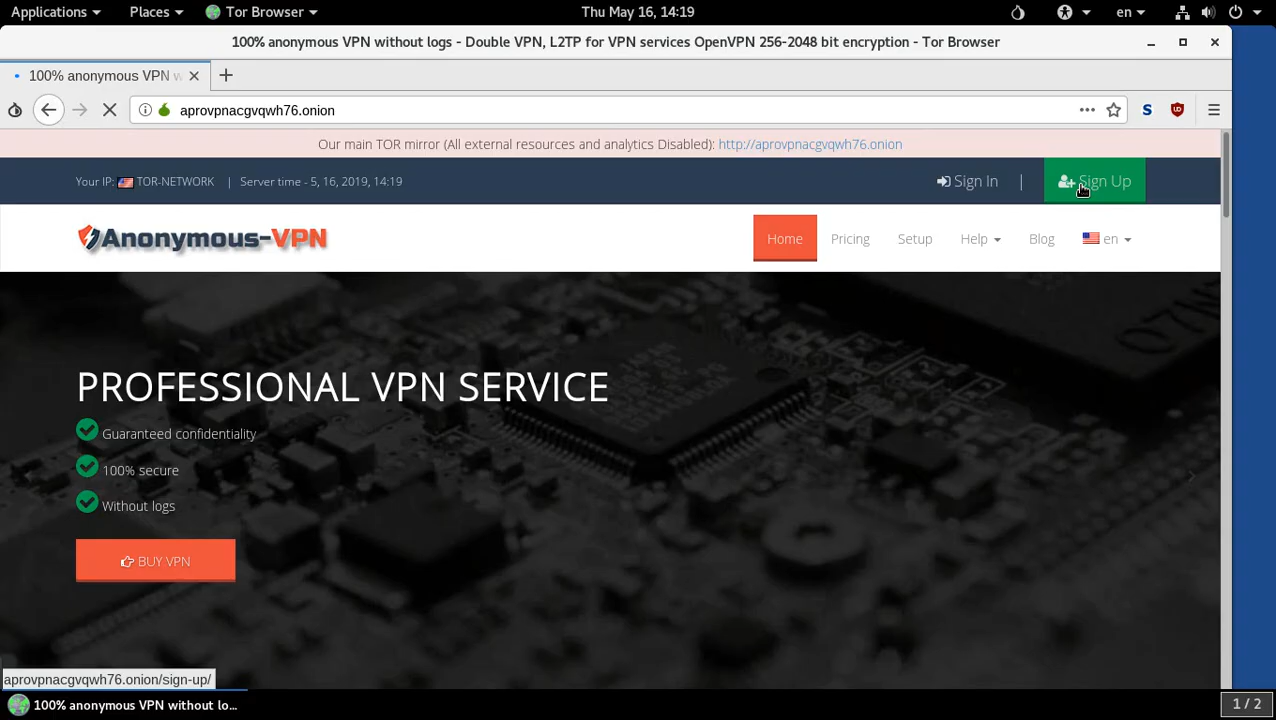 Applications Places Tor Browser Thu May 16, 14:19 en
100% anonymous VPN without logs - Double VPN, L2TP for VPN services OpenVPN 256-2048 bit encryption - Tor Browser
100% anonymous VPN w
aprovpnacgvqwh76.onion
Our main TOR mirror (All external resources and analytics Disabled): http://aprovpnacgvqwh76.onion
Your IP: TOR-NETWORK | Server time - 5, 16, 2019, 14:19 Sign In | Sign Up
Anonymous-VPN Home Pricing Setup Help Blog en
PROFESSIONAL VPN SERVICE
Guaranteed confidentiality
100% secure
Without logs
BUY VPN
aprovpnacgvqwh76.onion/sign-up/
100% anonymous VPN without lo... 1 / 2